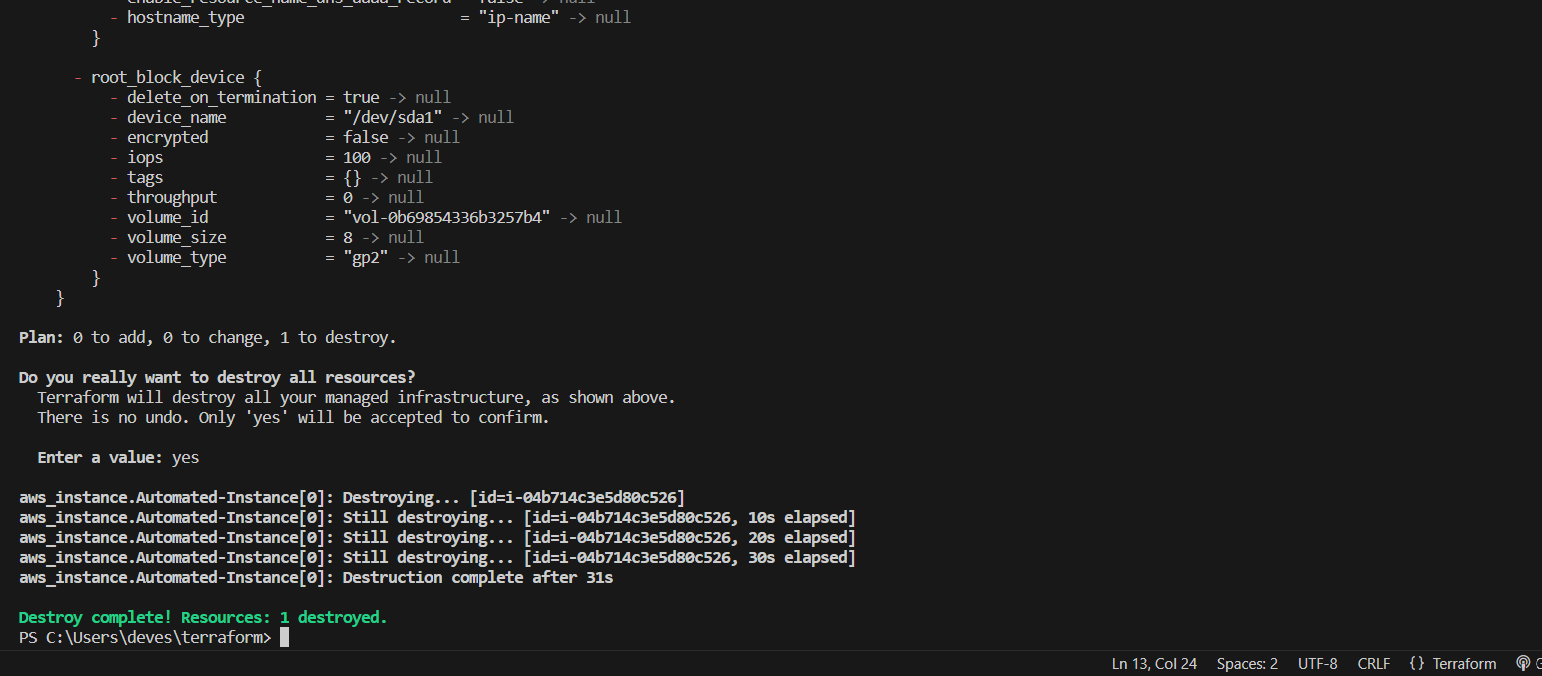 - hostname_type = "ip-name" -> null
}
- root_block_device {
- delete_on_termination = true -> null
- device_name = "/dev/sda1" -> null
- encrypted = false -> null
- iops = 100 -> null
- tags = {} -> null
- throughput = 0 -> null
- volume_id = "vol-0b69854336b3257b4" -> null
- volume_size = 8 -> null
- volume_type = "gp2" -> null
}
}
Plan: 0 to add, 0 to change, 1 to destroy.
Do you really want to destroy all resources?
Terraform will destroy all your managed infrastructure, as shown above.
There is no undo. Only 'yes' will be accepted to confirm.
Enter a value: yes
aws_instance.Automated-Instance[0]: Destroying... [id=i-04b714c3e5d80c526]
aws_instance.Automated-Instance[0]: Still destroying... [id=i-04b714c3e5d80c526, 10s elapsed]
aws_instance.Automated-Instance[0]: Still destroying... [id=i-04b714c3e5d80c526, 20s elapsed]
aws_instance.Automated-Instance[0]: Still destroying... [id=i-04b714c3e5d80c526, 30s elapsed]
aws_instance.Automated-Instance[0]: Destruction complete after 31s
Destroy complete! Resources: 1 destroyed.
PS C:\Users\deves\terraform>
Ln 13, Col 24 Spaces: 2 UTF-8 CRLF {} Terraform